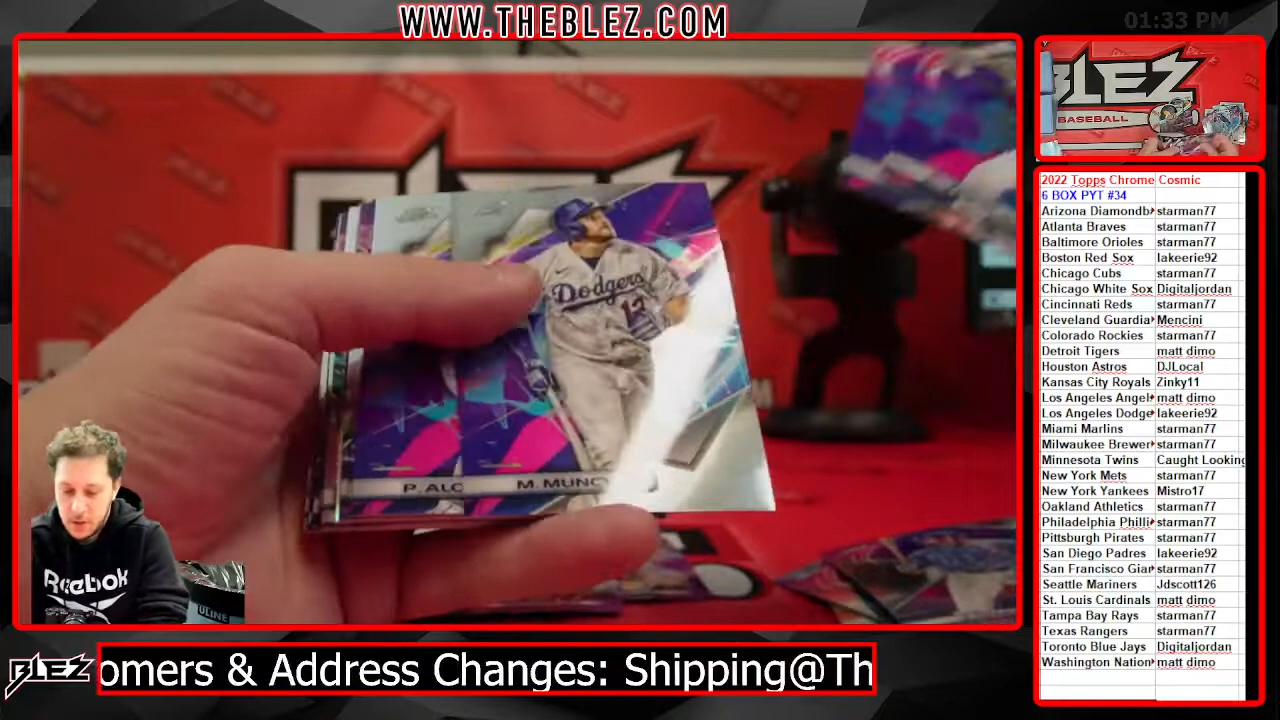 WWW.THEBLEZ.COM
01:33 PM
BLEZ
BASEBALL
2022 Topps Chrome Cosmic
6 BOX PYT #34
Arizona Diamondb starman77
Atlanta Braves starman77
Baltimore Orioles starman77
Boston Red Sox lakeerie92
Chicago Cubs starman77
Chicago White Sox Digitaljordan
Cincinnati Reds starman77
Cleveland Guardia Mencini
Colorado Rockies starman77
Detroit Tigers matt dimo
Houston Astros DJLocal
Kansas City Royals Zinky11
Los Angeles Angel matt dimo
Los Angeles Dodge lakeerie92
Miami Marlins starman77
Milwaukee Brewer starman77
Minnesota Twins Caught Looking
New York Mets starman77
New York Yankees Mistro17
Oakland Athletics starman77
Philadelphia Philli starman77
Pittsburgh Pirates starman77
San Diego Padres lakeerie92
San Francisco Gian starman77
Seattle Mariners Jdscott126
St. Louis Cardinals matt dimo
Tampa Bay Rays starman77
Texas Rangers starman77
Toronto Blue Jays Digitaljordan
Washington Nation matt dimo
Dodgers
13
P. ALC
M. MUNC
Reebok
ULINE
BLEZ
omers & Address Changes: Shipping@Th